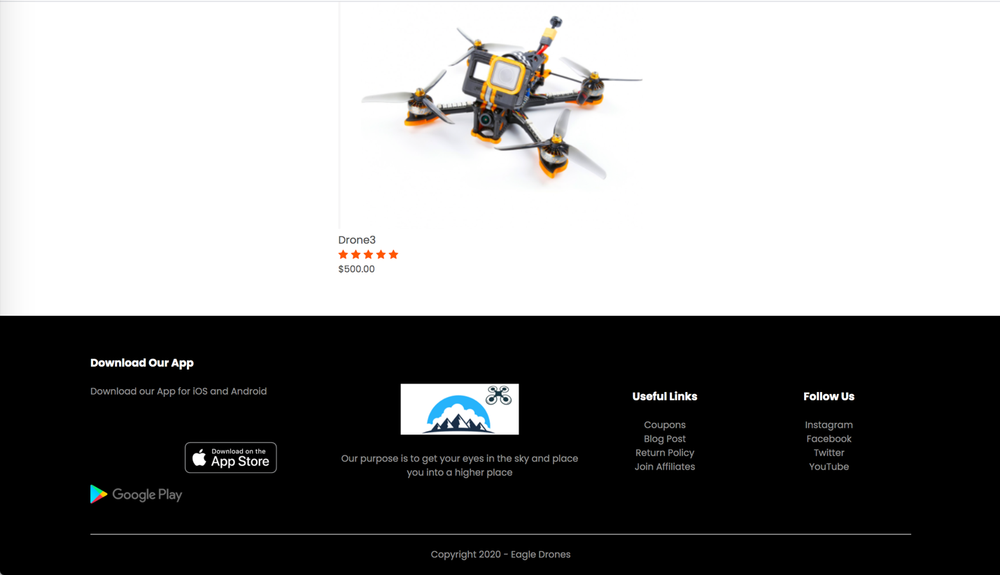 Drone3
$500.00
Download Our App
Download our App for iOS and Android
Download on the
App Store
Google Play
Our purpose is to get your eyes in the sky and place
you into a higher place
Useful Links
Coupons
Blog Post
Return Policy
Join Affiliates
Follow Us
Instagram
Facebook
Twitter
YouTube
Copyright 2020 - Eagle Drones